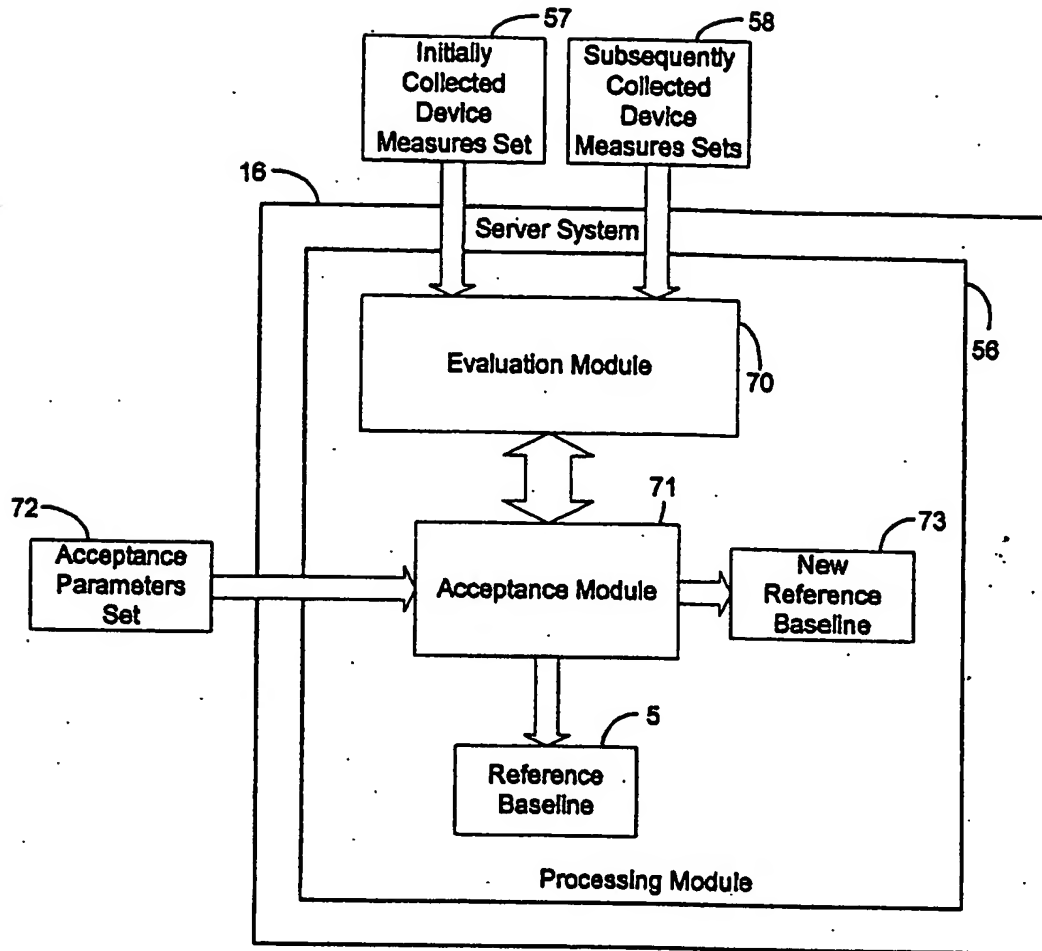 57
58
Initially
Collected
Device
Measures Set
Subsequently
Collected
Device
Measures Sets
16
Server System
56
Evaluation Module
70
72
71
73
Acceptance
Parameters
Set
Acceptance Module
New
Reference
Baseline
5
Reference
Baseline
Processing Module